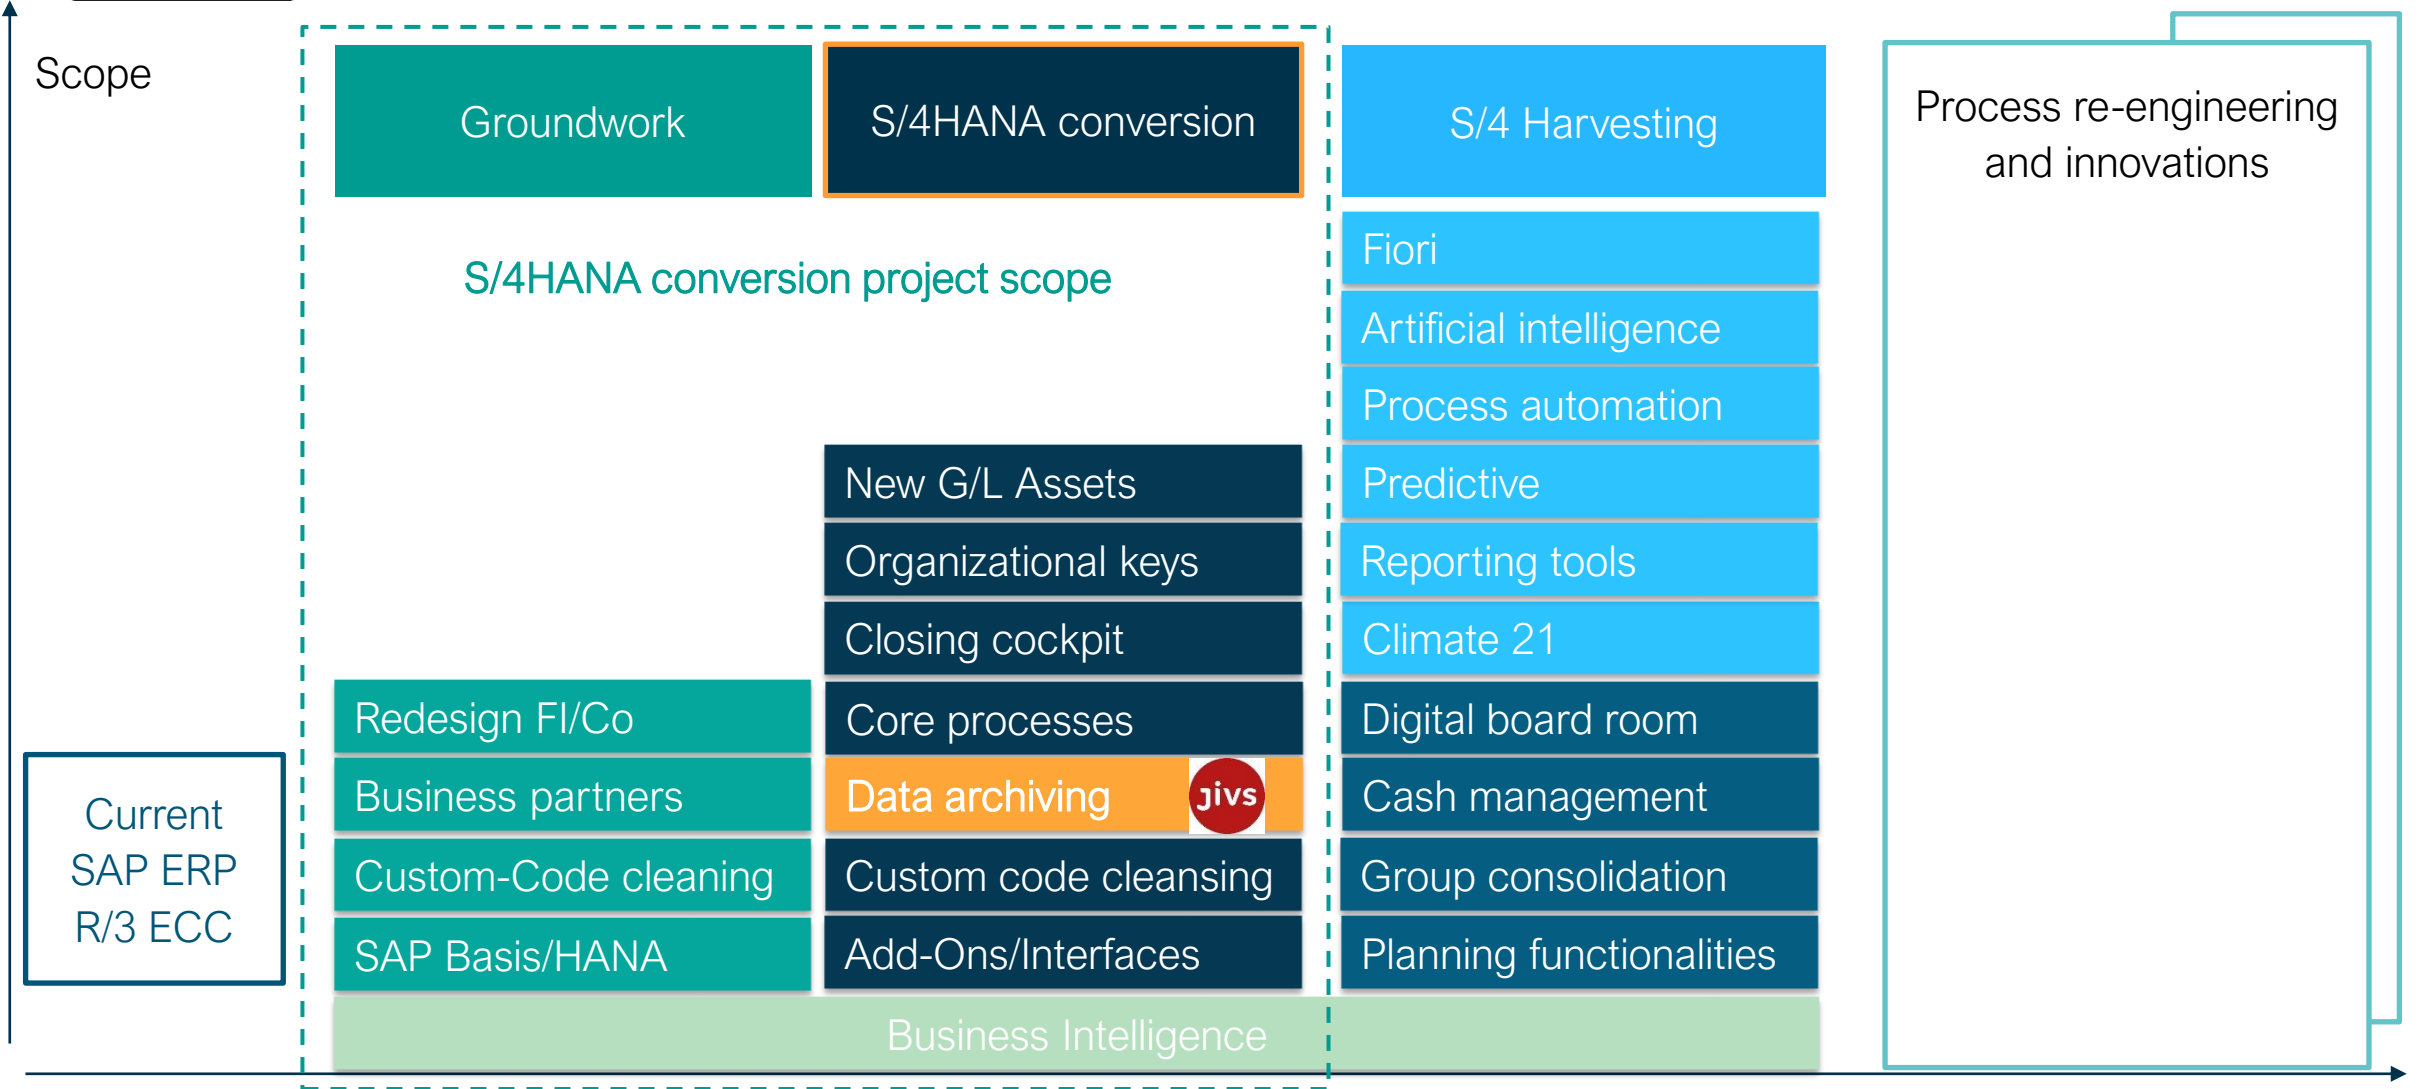 Scope
Groundwork
S/4HANA conversion
S/4 Harvesting
Process re-engineering
and innovations
S/4HANA conversion project scope
Fiori
Artificial intelligence
Process automation
New G/L Assets
Predictive
Organizational keys
Reporting tools
Closing cockpit
Climate 21
Redesign FI/Co
Core processes
Digital board room
Current
SAP ERP
R/3 ECC
Business partners
Data archiving
JIVS
Cash management
Custom-Code cleaning
Custom code cleansing
Group consolidation
SAP Basis/HANA
Add-Ons/Interfaces
Planning functionalities
Business Intelligence